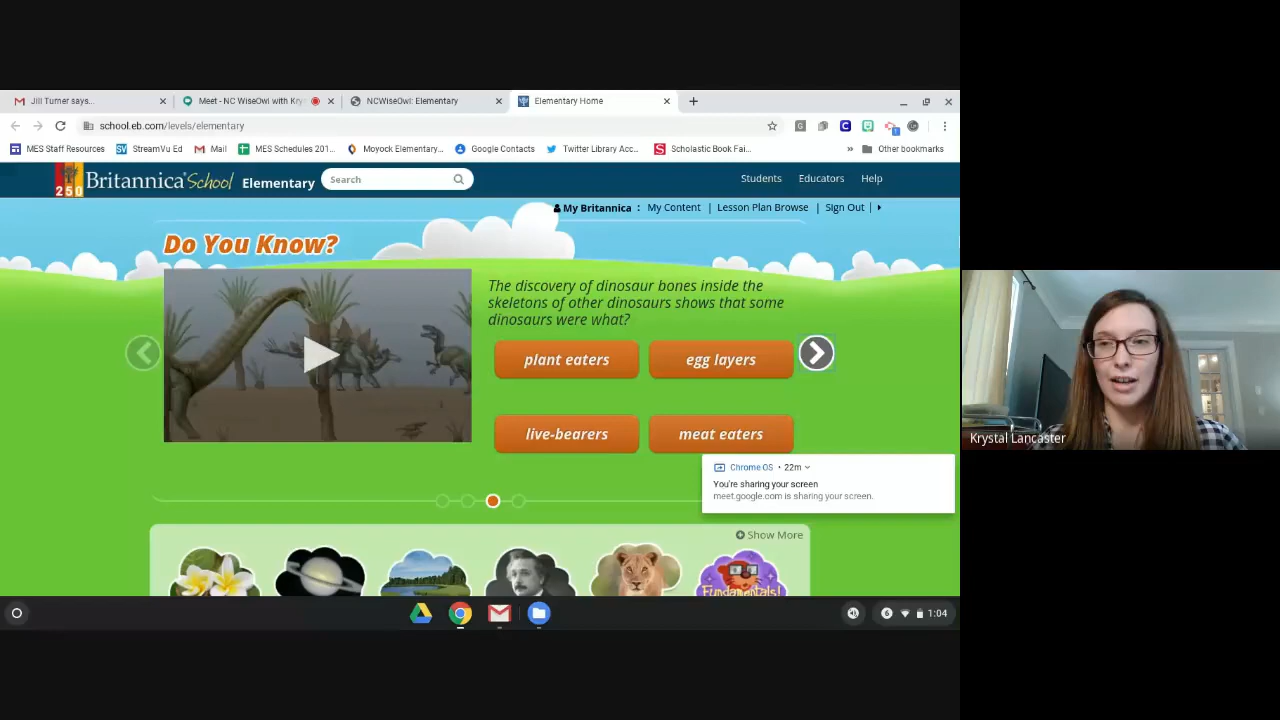 Jill Turner says...
Meet - NC WiseOwl with Krys
NCWiseOwl: Elementary
Elementary Home
school.eb.com/levels/elementary
MES Staff Resources
StreamVu Ed
Mail
MES Schedules 201...
Moyock Elementary...
Google Contacts
Twitter Library Acc...
Scholastic Book Fai...
Other bookmarks
250
Britannica School Elementary
Search
Students
Educators
Help
My Britannica : My Content | Lesson Plan Browse | Sign Out |
Do You Know?
The discovery of dinosaur bones inside the
skeletons of other dinosaurs shows that some
dinosaurs were what?
plant eaters
egg layers
live-bearers
meat eaters
Krystal Lancaster
Chrome OS • 22m
You're sharing your screen
meet.google.com is sharing your screen.
Show More
Fundamentals!
6
1:04